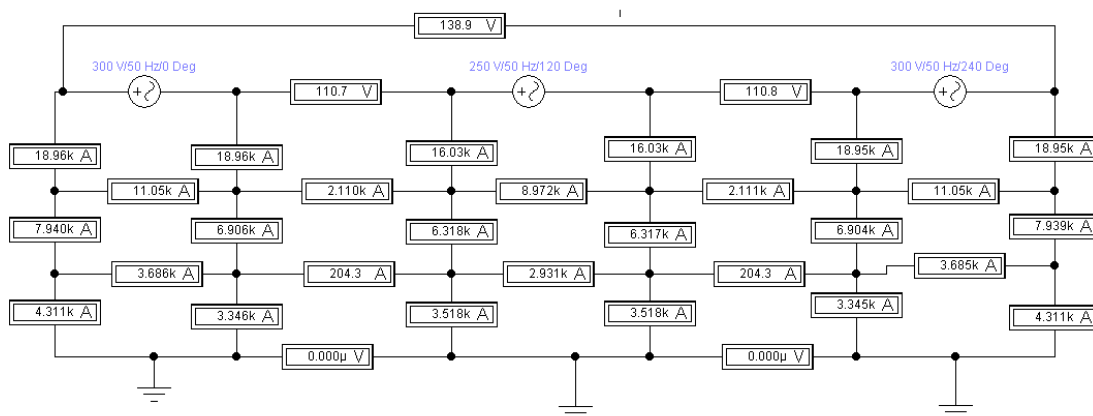 138.9 V
300 V/50 Hz/0 Deg
250 V/50 Hz/120 Deg
300 V/50 Hz/240 Deg
110.7 V
110.8 V
18.96k A
18.96k A
16.03k A
16.03k A
18.95k A
18.95k A
11.05k A
2.110k A
8.972k A
2.111k A
11.05k A
7.940k A
6.906k A
6.318k A
6.317k A
6.904k A
7.939k A
3.686k A
204.3 A
2.931k A
204.3 A
3.685k A
4.311k A
3.346k A
3.518k A
3.518k A
3.345k A
4.311k A
0.000µ V
0.000µ V